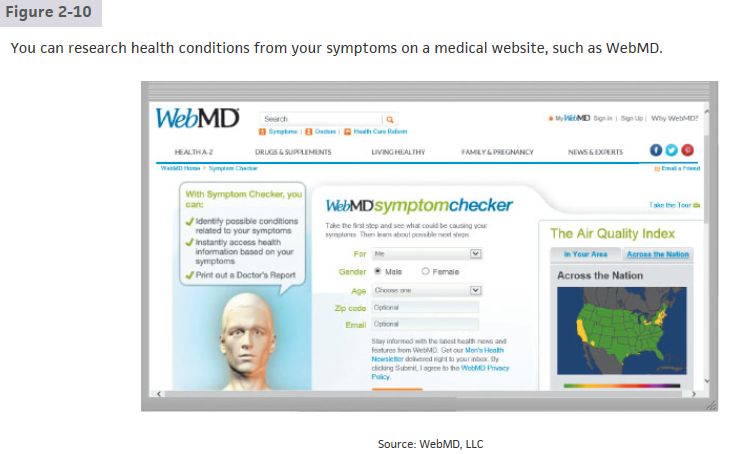 Figure 2-10
You can research health conditions from your symptoms on a medical website, such as WebMD.
WebMD
Search
Symptoms | Doctors | Health Care Reform
My WebMD Sign In | Sign Up | Why WebMD?
HEALTH A-Z DRUGS & SUPPLEMENTS LIVING HEALTHY FAMILY & PREGNANCY NEWS & EXPERTS
WebMD Home > Symptom Checker
Email a Friend
With Symptom Checker, you
can:
Identify possible conditions
related to your symptoms
Instantly access health
information based on your
symptoms
Print out a Doctor's Report
WebMD symptomchecker
Take the Tour
Take the first step and see what could be causing your
symptoms. Then learn about possible next steps.
For Me
Gender Male Female
Age Choose one
Zip code Optional
Email Optional
Stay informed with the latest health news and
features from WebMD. Get our Men's Health
Newsletter delivered right to your inbox. By
clicking Submit, I agree to the WebMD Privacy
Policy.
The Air Quality Index
In Your Area Across the Nation
Across the Nation
Source: WebMD, LLC